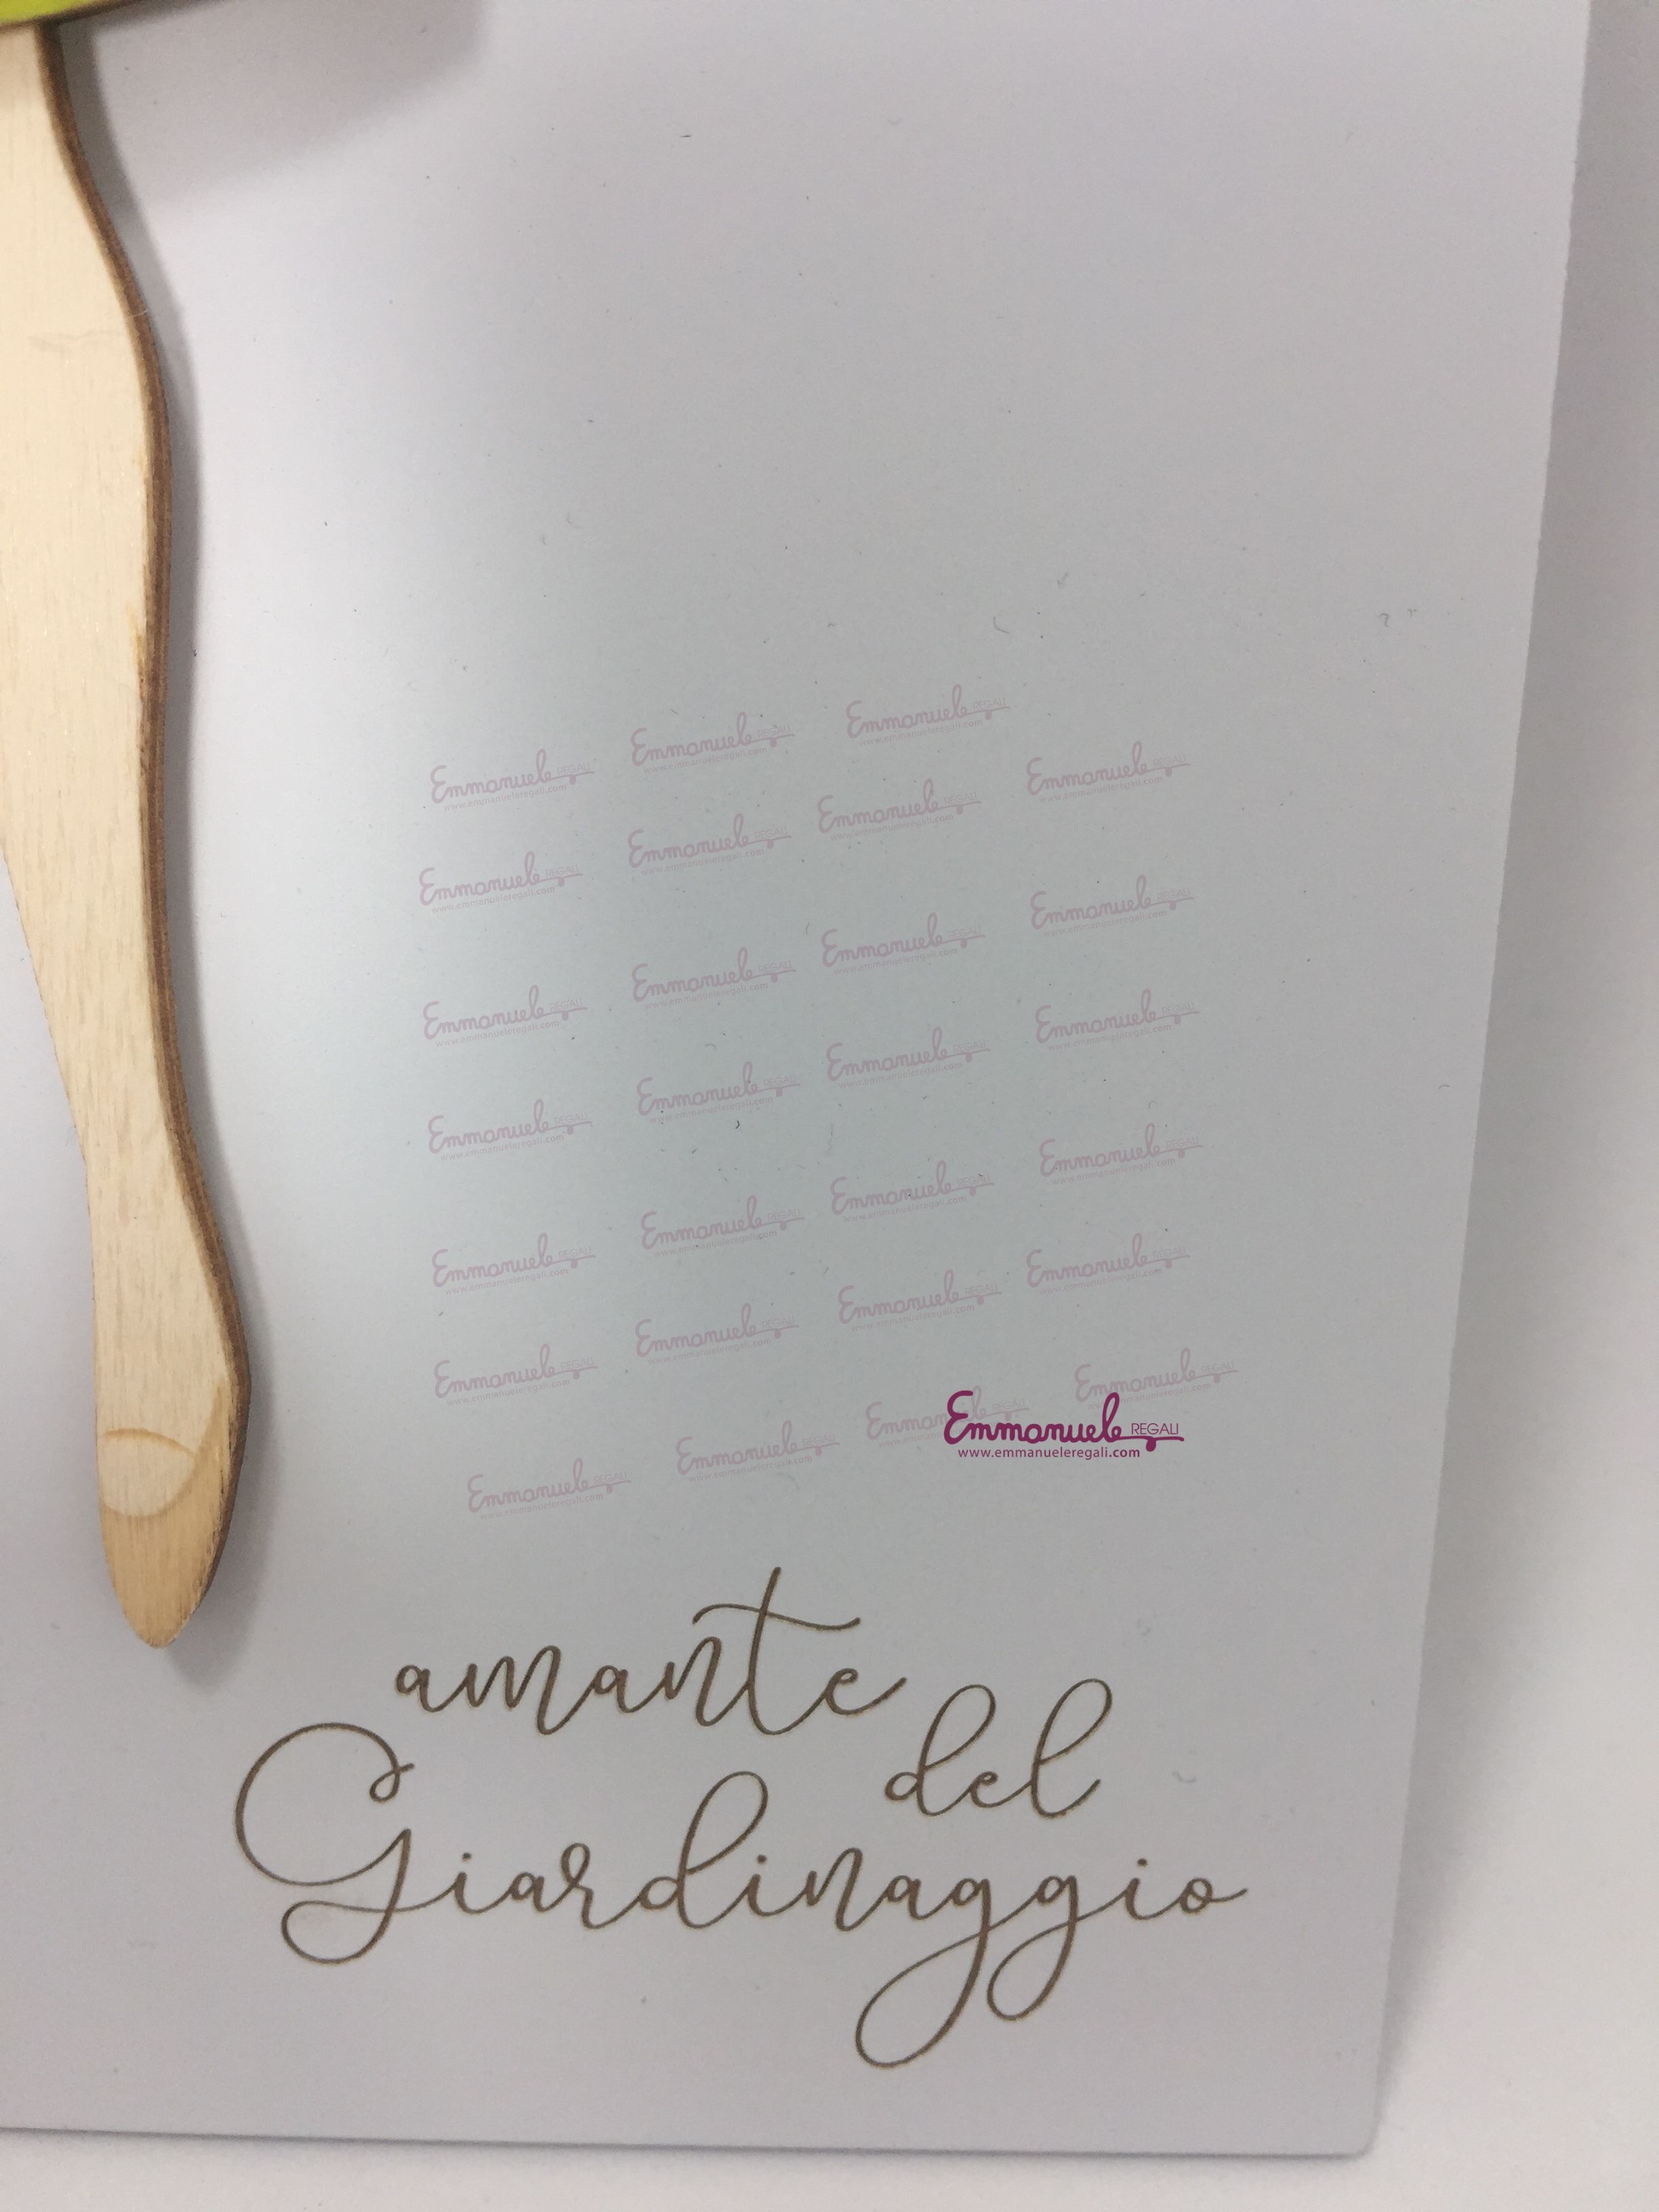 Emmanuele REGALI
www.emmanueleregali.com
amante
del
Giardinaggio